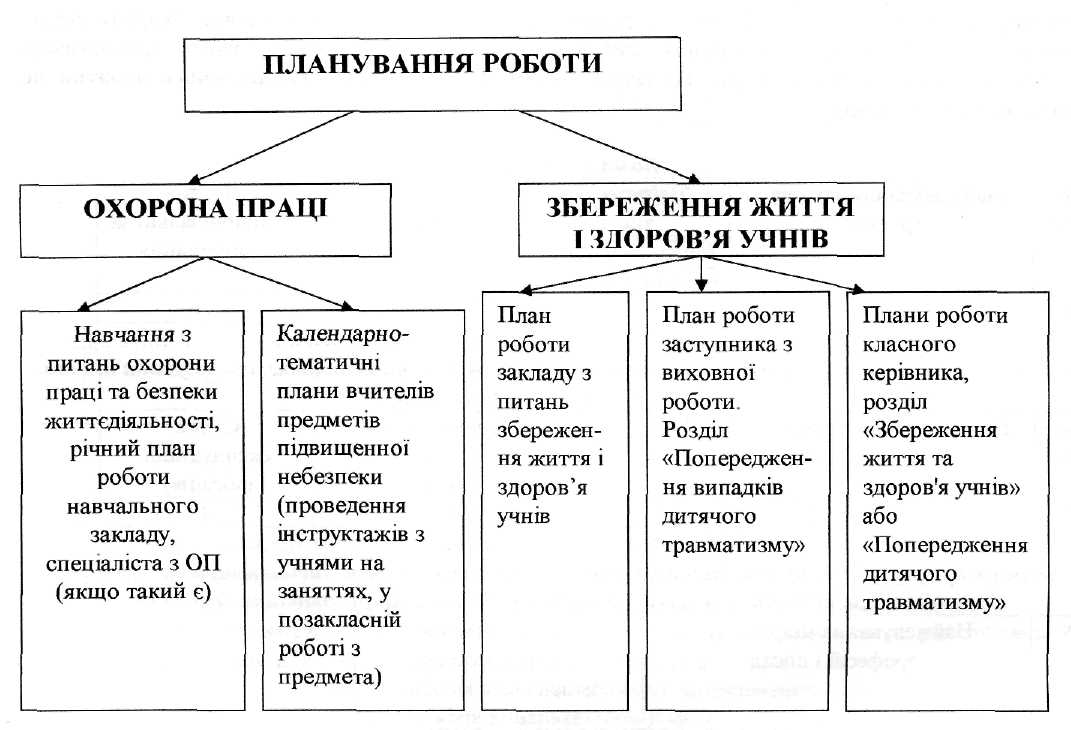 ПЛАНУВАННЯ РОБОТИ
ОХОРОНА ПРАЦІ
ЗБЕРЕЖЕННЯ ЖИТТЯ
І ЗДОРОВ’Я УЧНІВ
Навчання з
питань охорони
праці та безпеки
життєдіяльності,
річний план
роботи
навчального
закладу,
спеціаліста з ОП
(якщо такий є)
Календарно-
тематичні
плани вчителів
предметів
підвищенної
небезпеки
(проведення
інструктажів з
учнями на
заняттях, у
позакласній
роботі з
предмета)
План
роботи
закладу з
питань
збережен-
ня життя і
здоров’я
учнів
План роботи
заступника з
виховної
роботи.
Розділ
«Попереджен-
ня випадків
дитячого
травматизму»
Плани роботи
класного
керівника,
розділ
«Збереження
життя та
здоров'я учнів»
або
«Попередження
дитячого
травматизму»